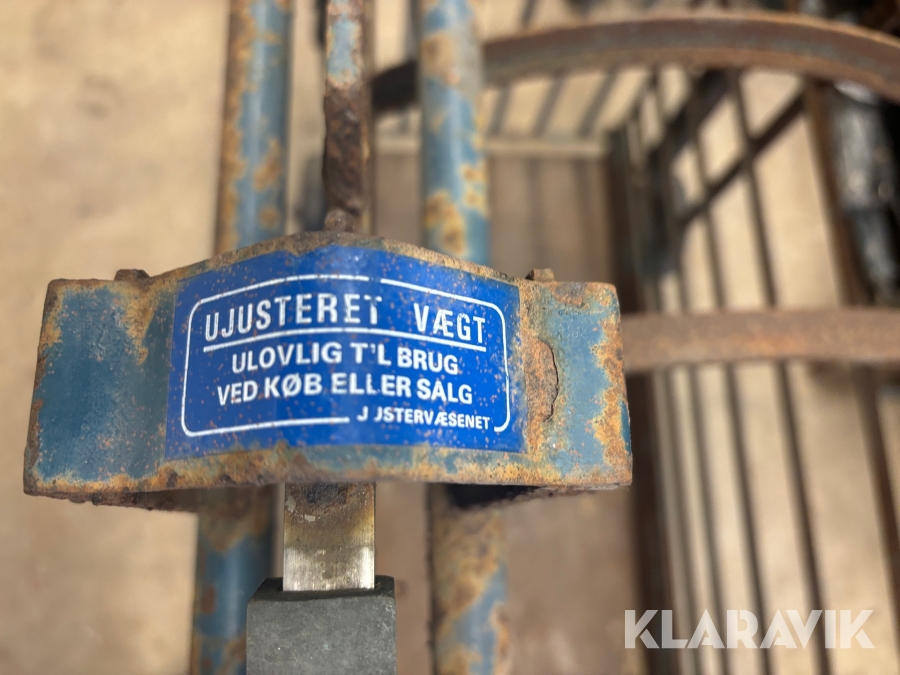 UJUSTERET VÆGT
ULOVLIG T'L BRUG
VED KØB ELLER SALG
J JSTERVÆSENET
KLARAVIK